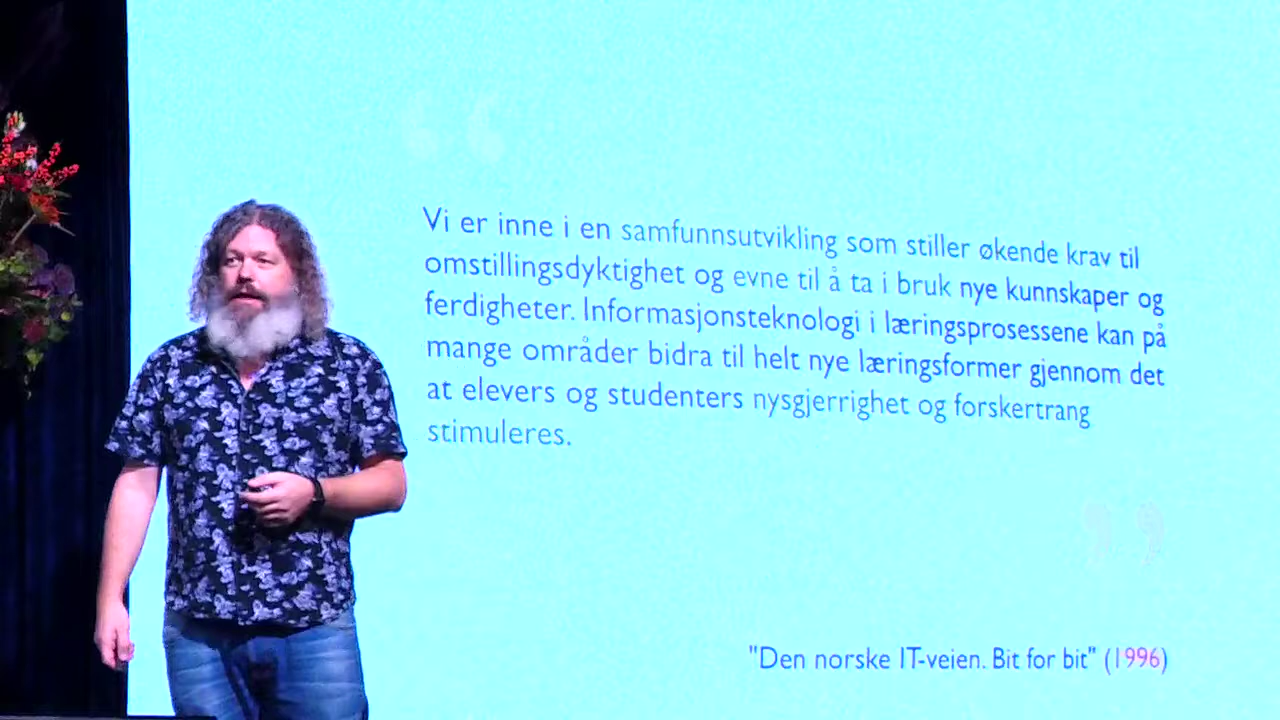 “
Vi er inne i en samfunnsutvikling som stiller økende krav til
omstillingsdyktighet og evne til å ta i bruk nye kunnskaper og
ferdigheter. Informasjonsteknologi i læringsprosessene kan på
mange områder bidra til helt nye læringsformer gjennom det
at elevers og studenters nysgjerrighet og forskertrang
stimuleres.
”
"Den norske IT-veien. Bit for bit" (1996)